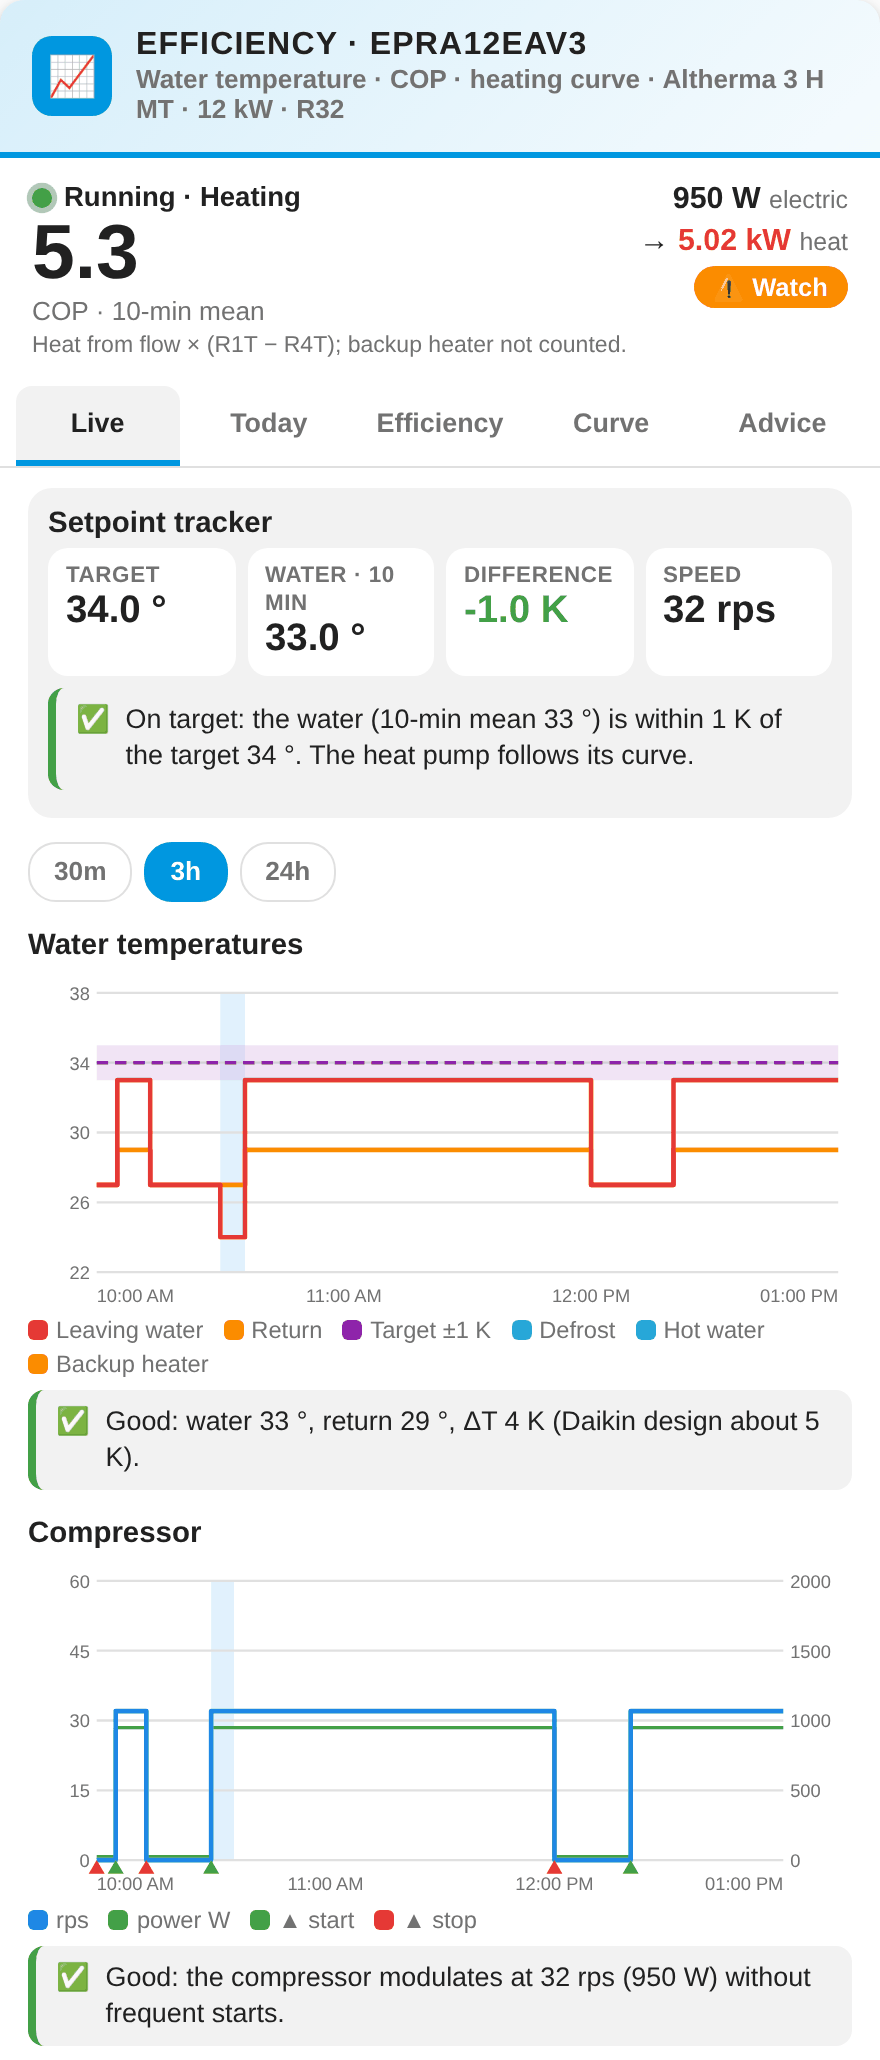 EFFICIENCY · EPRA12EAV3
Water temperature · COP · heating curve · Altherma 3 H
MT · 12 kW · R32
Running · Heating
5.3
COP · 10-min mean
Heat from flow × (R1T − R4T); backup heater not counted.
950 W electric
→ 5.02 kW heat
⚠ Watch
Live Today Efficiency Curve Advice
Setpoint tracker
TARGET
34.0 °
WATER · 10
MIN
33.0 °
DIFFERENCE
-1.0 K
SPEED
32 rps
✅ On target: the water (10-min mean 33 °) is within 1 K of
the target 34 °. The heat pump follows its curve.
30m 3h 24h
Water temperatures
38
34
30
26
22
10:00 AM 11:00 AM 12:00 PM 01:00 PM
Leaving water Return Target ±1 K Defrost Hot water
Backup heater
✅ Good: water 33 °, return 29 °, ΔT 4 K (Daikin design about 5
K).
Compressor
60 2000
45 1500
30 1000
15 500
0 0
10:00 AM 11:00 AM 12:00 PM 01:00 PM
rps power W ▲ start ▲ stop
✅ Good: the compressor modulates at 32 rps (950 W) without
frequent starts.